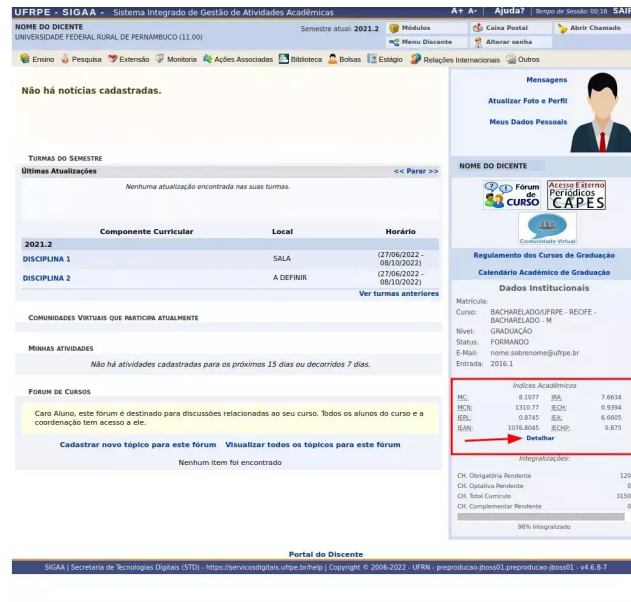 UFRPE - SIGAA - Sistema Integrado de Gestão de Atividades Acadêmicas A+ A- | Ajuda? | Tempo de Sessão: 00:16 SAIR
NOME DO DICENTE Semestre atual: 2021.2 Módulos Caixa Postal Abrir Chamado
UNIVERSIDADE FEDERAL RURAL DE PERNAMBUCO (11.00) Menu Discente Alterar senha
Ensino Pesquisa Extensão Monitoria Ações Associadas Biblioteca Bolsas Estágio Relações Internacionais Outros
Não há notícias cadastradas.
TURMAS DO SEMESTRE
Últimas Atualizações << Parar >>
Nenhuma atualização encontrada nas suas turmas.
Componente Curricular Local Horário
2021.2
DISCIPLINA 1 SALA (27/06/2022 - 08/10/2022)
DISCIPLINA 2 A DEFINIR (27/06/2022 - 08/10/2022)
Ver turmas anteriores
COMUNIDADES VIRTUAIS QUE PARTICIPA ATUALMENTE
MINHAS ATIVIDADES
Não há atividades cadastradas para os próximos 15 dias ou decorridos 7 dias.
FORUM DE CURSOS
Caro Aluno, este fórum é destinado para discussões relacionadas ao seu curso. Todos os alunos do curso e a
coordenação tem acesso a ele.
Cadastrar novo tópico para este fórum Visualizar todos os tópicos para este fórum
Nenhum item foi encontrado
Mensagens
Atualizar Foto e Perfil
Meus Dados Pessoais
NOME DO DICENTE
Fórum de CURSO
Acesso Externo
Periódicos
CAPES
Comunidade Virtual
Regulamento dos Cursos de Graduação
Calendário Acadêmico de Graduação
Dados Institucionais
Matrícula:
Curso: BACHARELADO/UFRPE - RECIFE -
BACHARELADO - M
Nível: GRADUAÇÃO
Status: FORMANDO
E-Mail: nome.sobrenome@ufrpe.br
Entrada: 2016.1
Índices Acadêmicos
MC: 8.1077 IRA: 7.6634
MCN: 1310.77 IECH: 0.9394
IEPL: 0.8745 IEA: 6.6605
IEAN: 1076.8045 IECHP: 0.875
Detalhar
Integralizações:
CH. Obrigatória Pendente 120
CH. Optativa Pendente 0
CH. Total Currículo 3150
CH. Complementar Pendente 0
96% Integralizado
Portal do Discente
SIGAA | Secretaria de Tecnologias Digitais (STD) - https://servicosdigitais.ufrpe.br/help | Copyright © 2006-2022 - UFRN - preproducao-jboss01.preproducao-jboss01 - v4.6.8-7